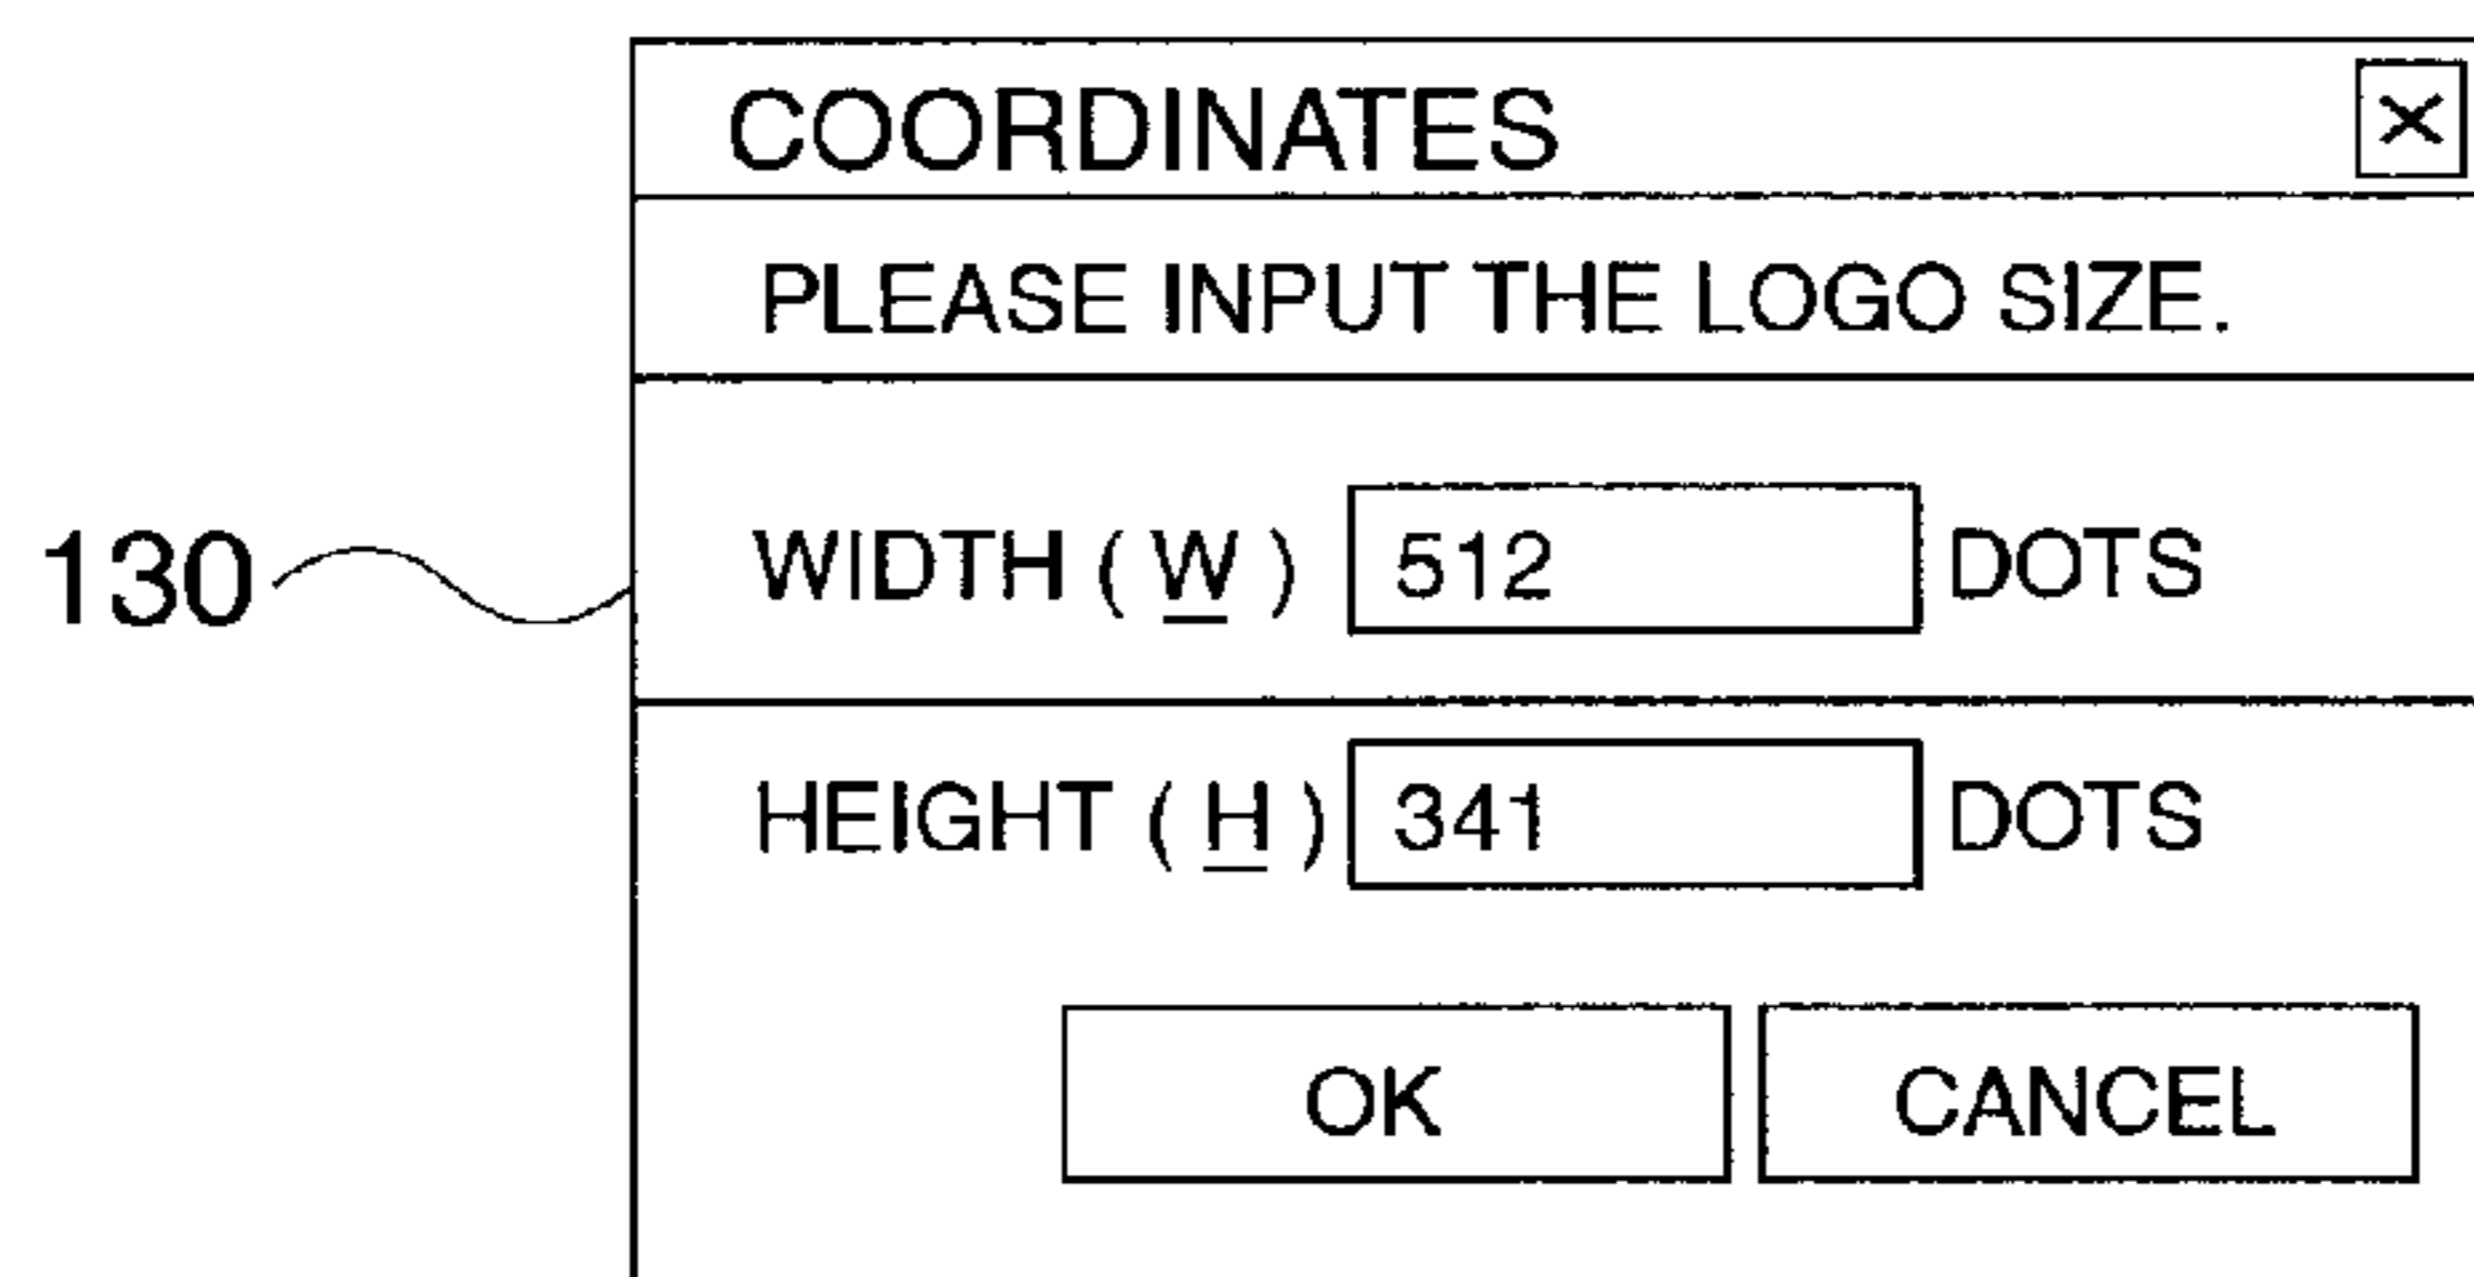 COORDINATES ×
PLEASE INPUT THE LOGO SIZE.
130 WIDTH ( W ) 512 DOTS
HEIGHT ( H ) 341 DOTS
OK CANCEL